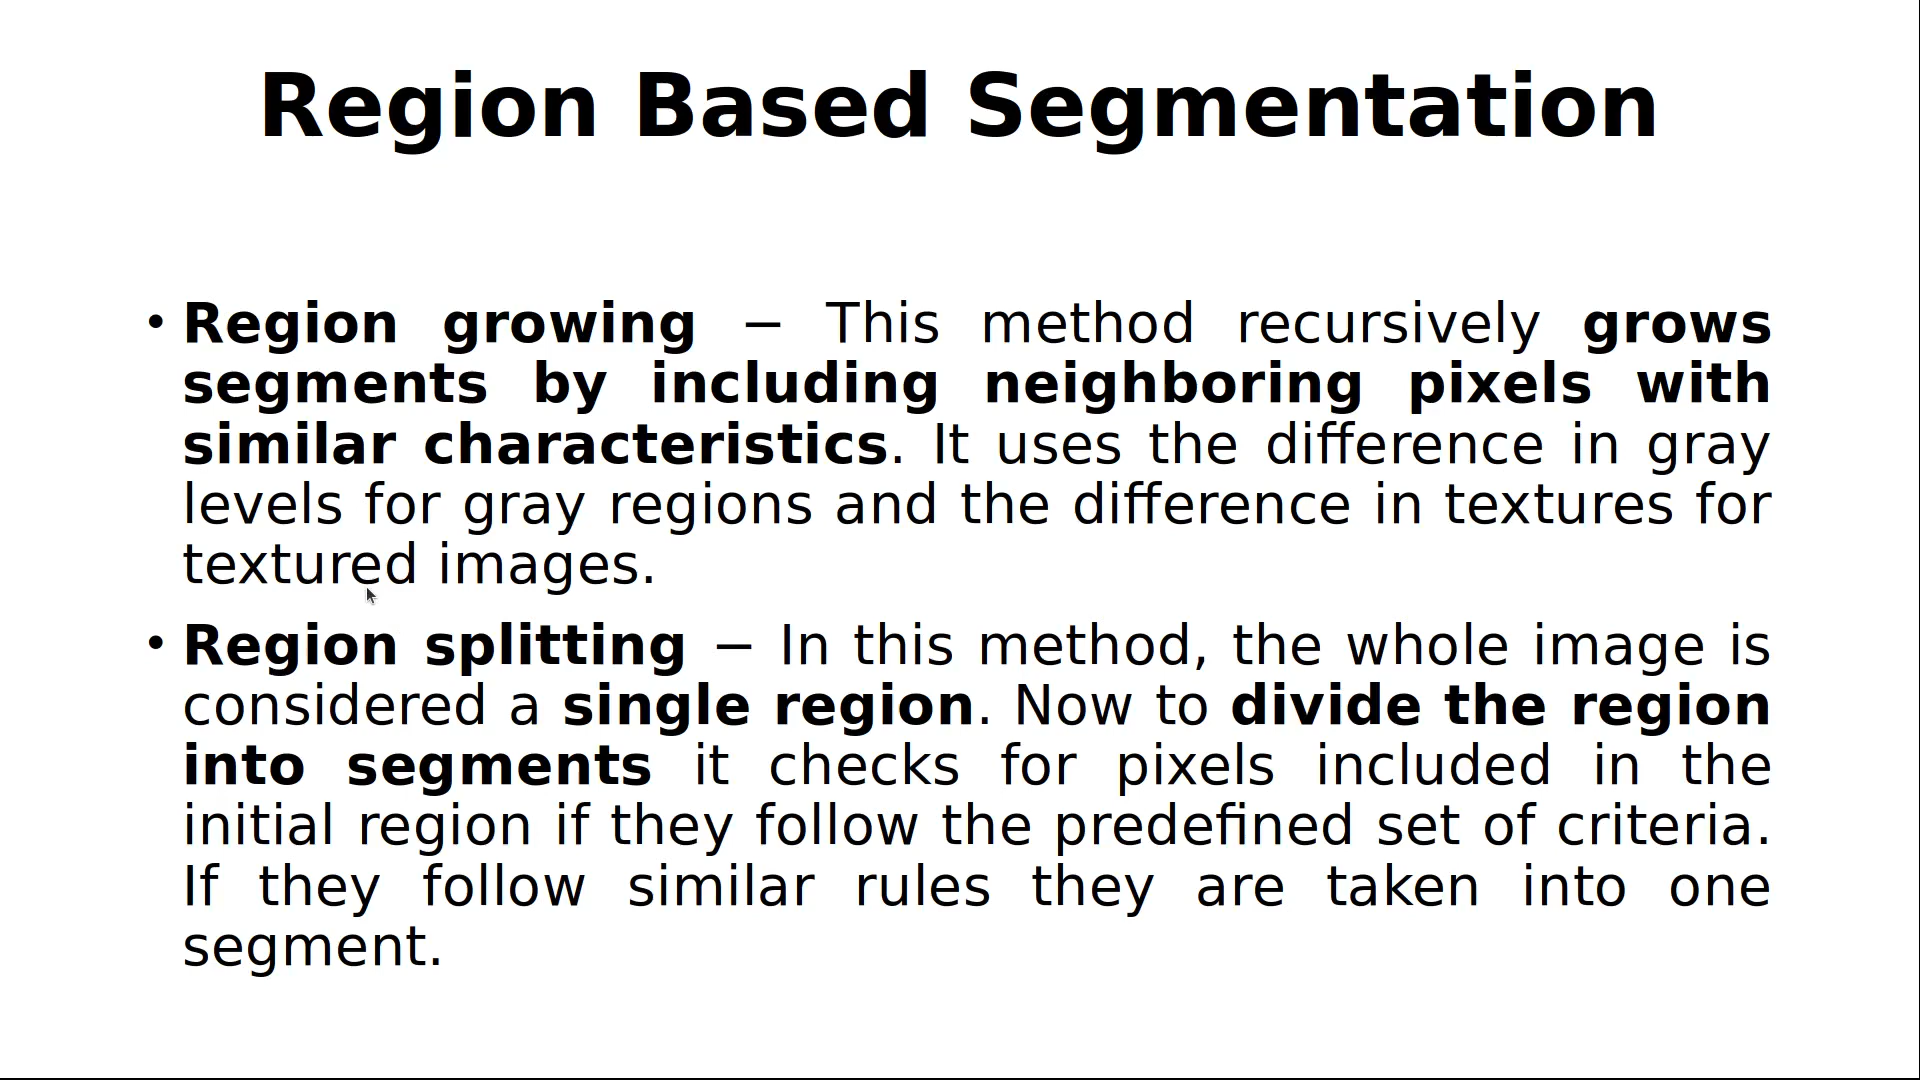 Region Based Segmentation
• Region growing − This method recursively grows
segments by including neighboring pixels with
similar characteristics. It uses the difference in gray
levels for gray regions and the difference in textures for
textured images.
• Region splitting − In this method, the whole image is
considered a single region. Now to divide the region
into segments it checks for pixels included in the
initial region if they follow the predefined set of criteria.
If they follow similar rules they are taken into one
segment.